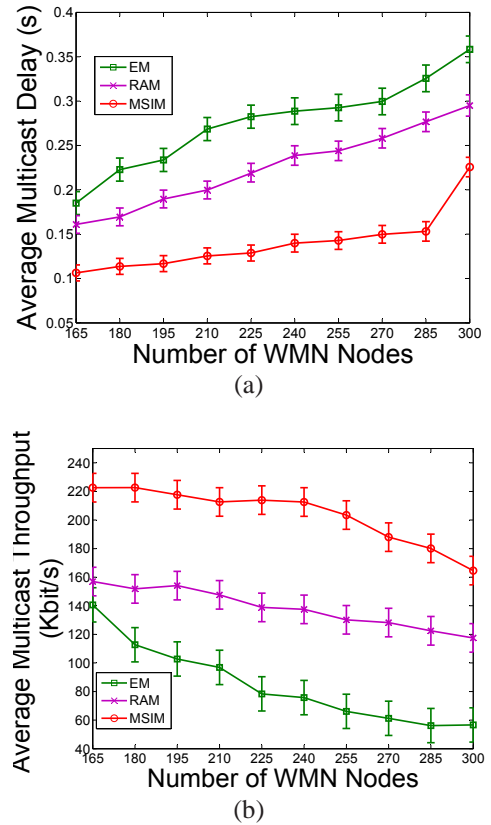 Average Multicast Delay (s)
0.4
0.35
0.3
0.25
0.2
0.15
0.1
0.05
EM
RAM
MSIM
165 180 195 210 225 240 255 270 285 300
Number of WMN Nodes
(a)
Average Multicast Throughput
(Kbit/s)
240
220
200
180
160
140
120
100
80
60
40
EM
RAM
MSIM
165 180 195 210 225 240 255 270 285 300
Number of WMN Nodes
(b)